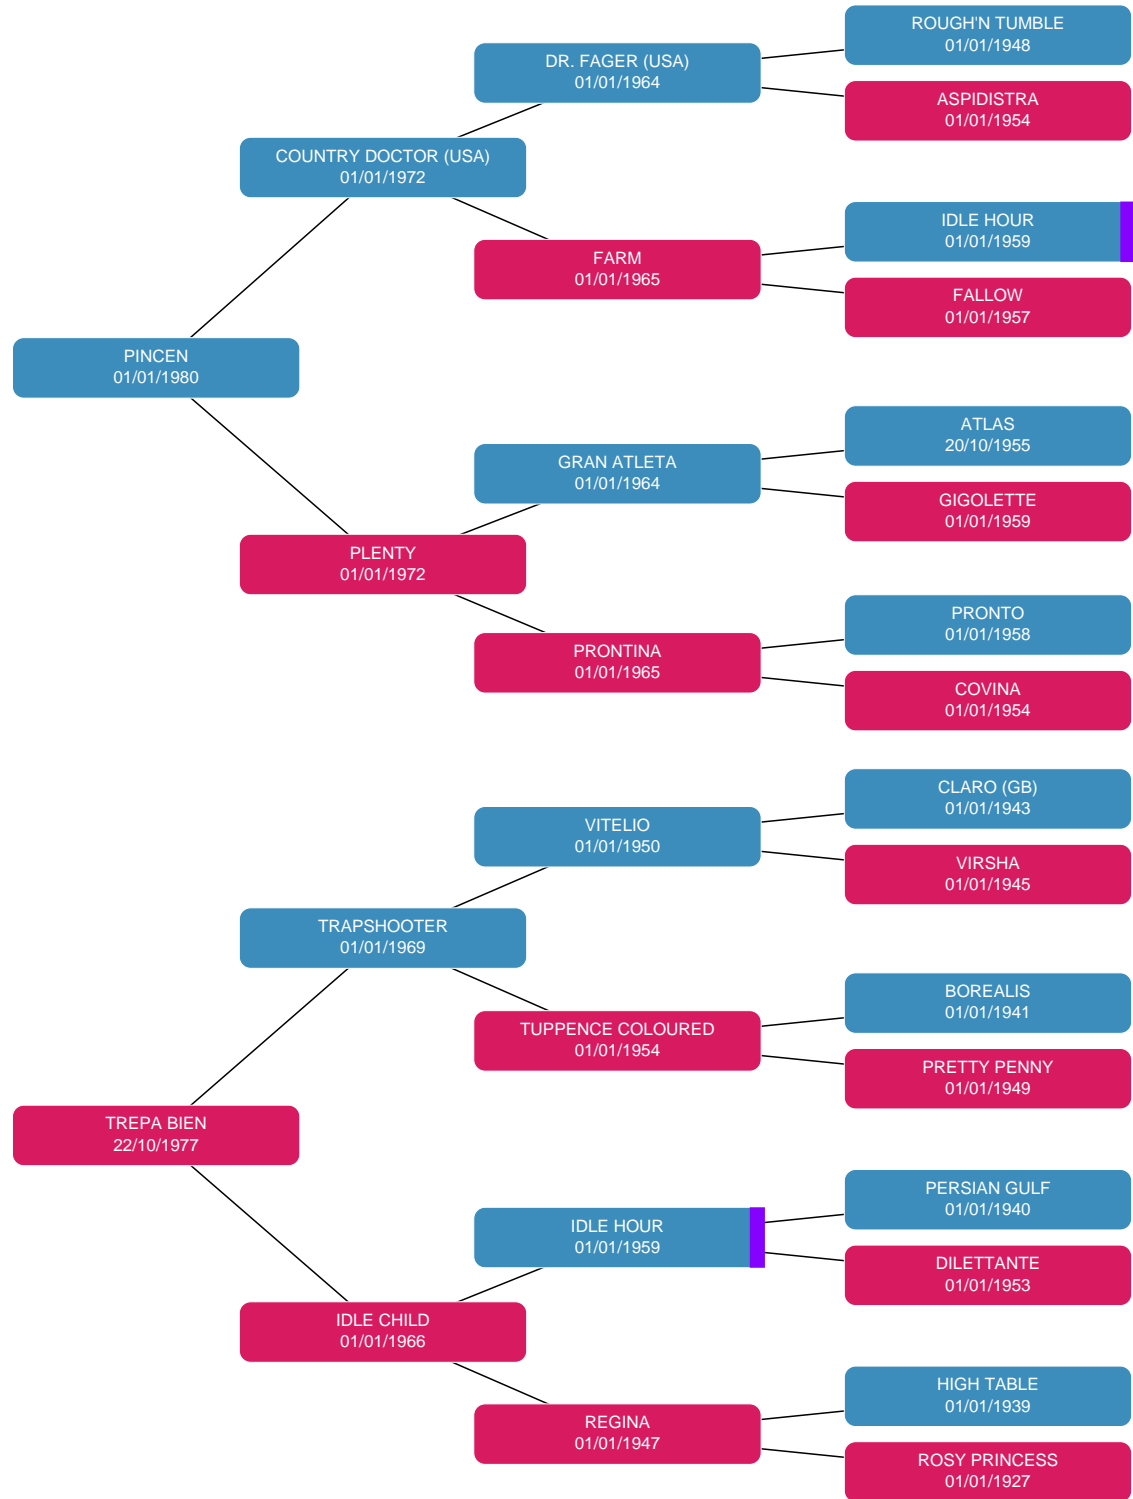 ROUGH'N TUMBLE
01/01/1948
DR. FAGER (USA)
01/01/1964
ASPIDISTRA
01/01/1954
COUNTRY DOCTOR (USA)
01/01/1972
IDLE HOUR
01/01/1959
FARM
01/01/1965
FALLOW
01/01/1957
PINCEN
01/01/1980
ATLAS
20/10/1955
GRAN ATLETA
01/01/1964
GIGOLETTE
01/01/1959
PLENTY
01/01/1972
PRONTO
01/01/1958
PRONTINA
01/01/1965
COVINA
01/01/1954
CLARO (GB)
01/01/1943
VITELIO
01/01/1950
VIRSHA
01/01/1945
TRAPSHOOTER
01/01/1969
BOREALIS
01/01/1941
TUPPENCE COLOURED
01/01/1954
PRETTY PENNY
01/01/1949
TREPA BIEN
22/10/1977
PERSIAN GULF
01/01/1940
IDLE HOUR
01/01/1959
DILETTANTE
01/01/1953
IDLE CHILD
01/01/1966
HIGH TABLE
01/01/1939
REGINA
01/01/1947
ROSY PRINCESS
01/01/1927